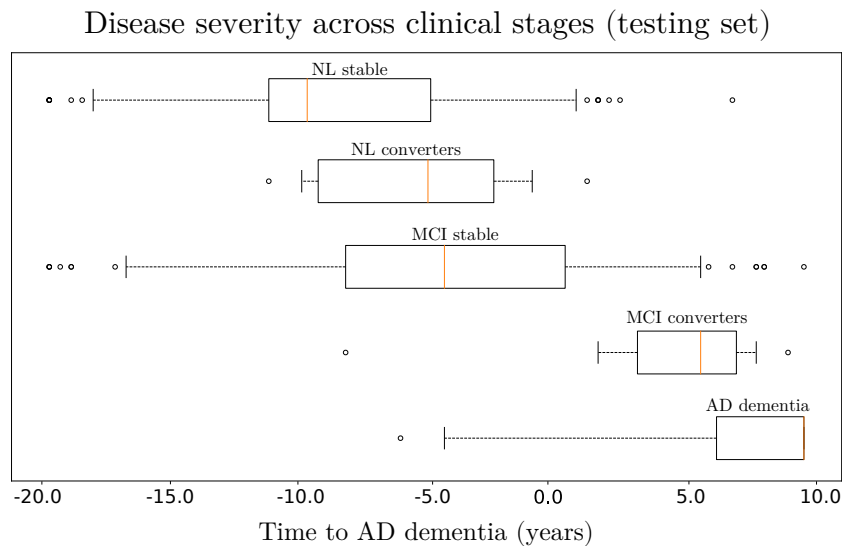 Disease severity across clinical stages (testing set)
NL stable
NL converters
MCI stable
MCI converters
AD dementia
-20.0 -15.0 -10.0 -5.0 0.0 5.0 10.0
Time to AD dementia (years)